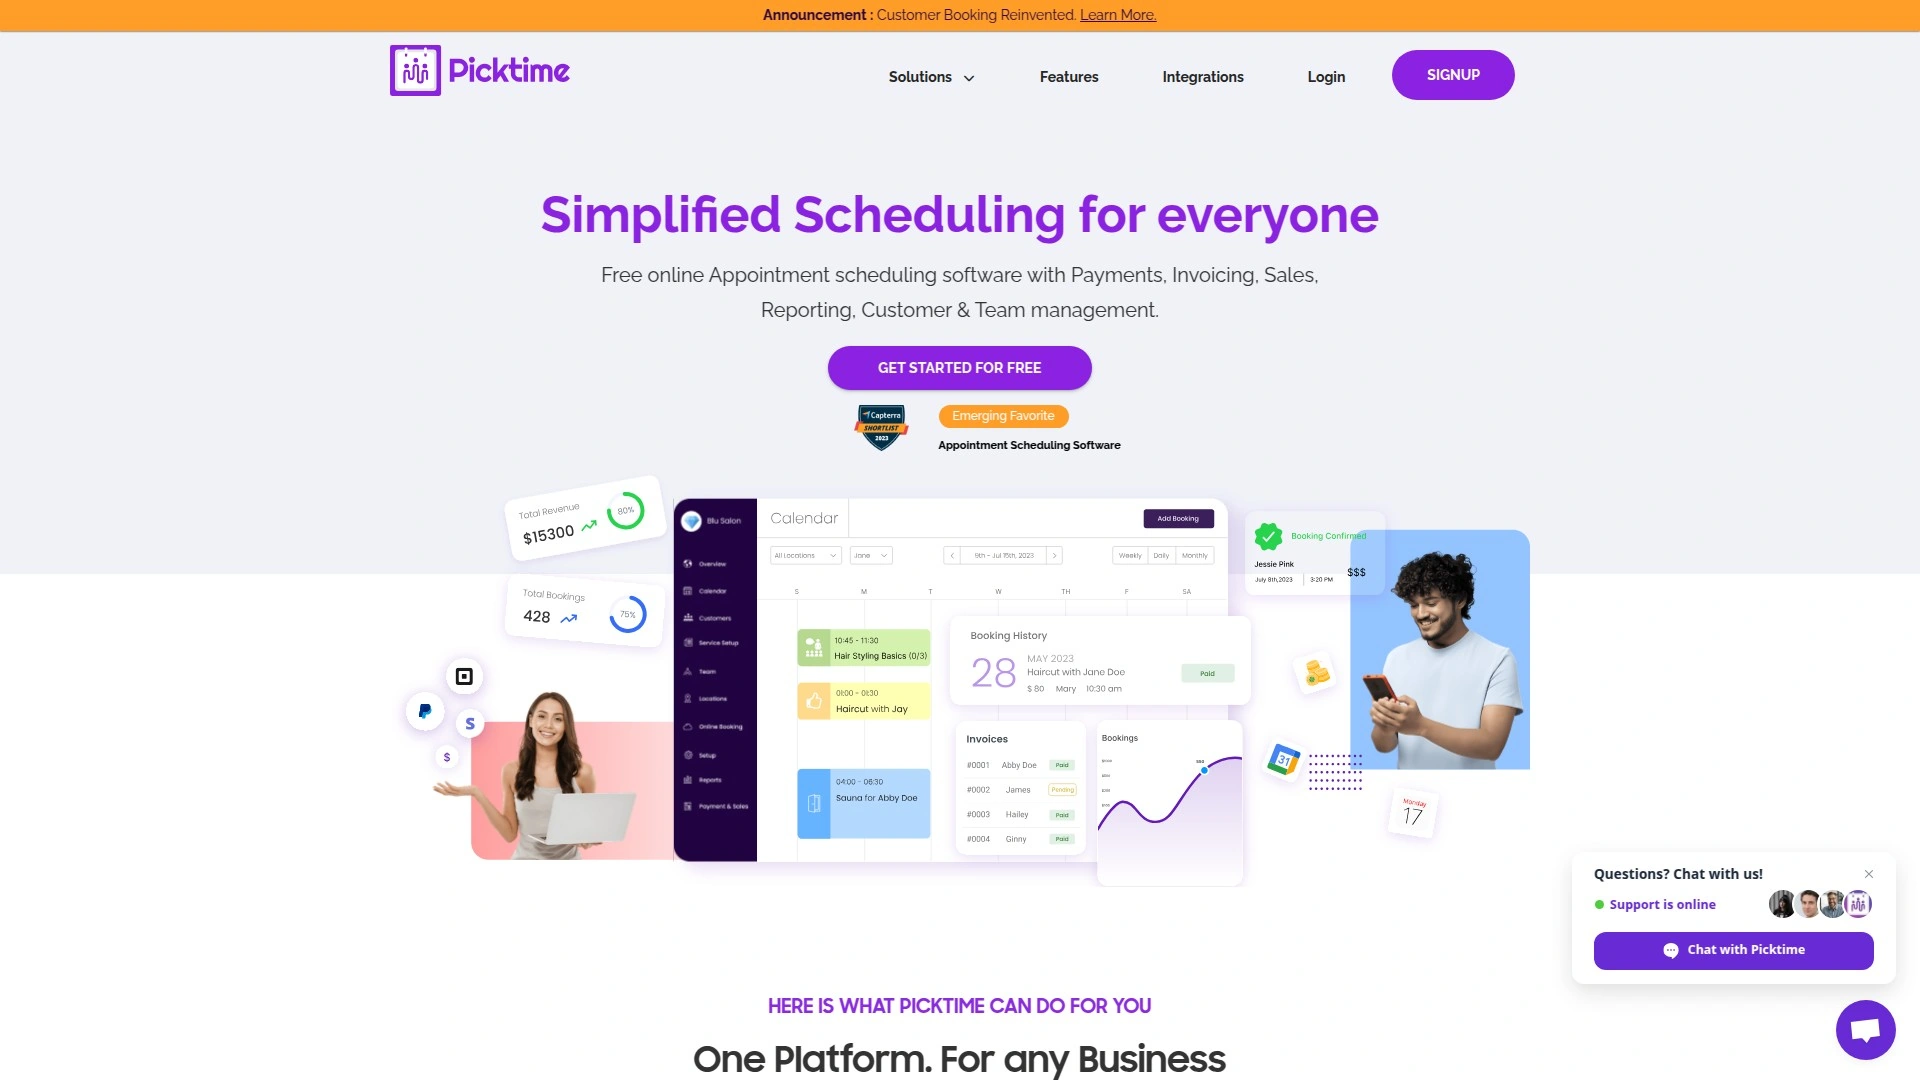 Announcement : Customer Booking Reinvented. Learn More.
Picktime
Solutions
Features
Integrations
Login
SIGNUP
Simplified Scheduling for everyone
Free online Appointment scheduling software with Payments, Invoicing, Sales,
Reporting, Customer & Team management.
GET STARTED FOR FREE
Capterra
SHORTLIST
2023
Emerging Favorite
Appointment Scheduling Software
Total Revenue
$15300
80%
Total Bookings
428
75%
S
$
Blu Salon
Overview
Calendar
Customers
Service Setup
Team
Locations
Online Booking
Setup
Reports
Payment & Sales
Calendar
Add Booking
All Locations
Jane
9th - Jul 15th, 2023
Weekly
Daily
Monthly
S
M
T
W
TH
F
SA
10:45 - 11:30
Hair Styling Basics (0/3)
01:00 - 01:30
Haircut with Jay
04:00 - 06:30
Sauna for Abby Doe
Booking History
28
MAY 2023
Haircut with Jane Doe
$ 80 Mary 10:30 am
Paid
Invoices
#0001 Abby Doe Paid
#0002 James Pending
#0003 Hailey Paid
#0004 Ginny Paid
Bookings
Booking Confirmed
Jessie Pink
July 8th,2023 3:20 PM
$$$
31
Monday
17
Questions? Chat with us!
Support is online
Chat with Picktime
HERE IS WHAT PICKTIME CAN DO FOR YOU
One Platform. For any Business